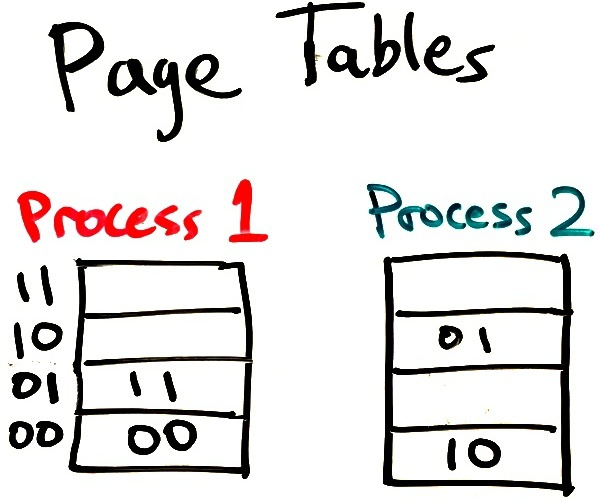 Page Tables
Process 1 Process 2
11
10 01
01 11
00 00 10